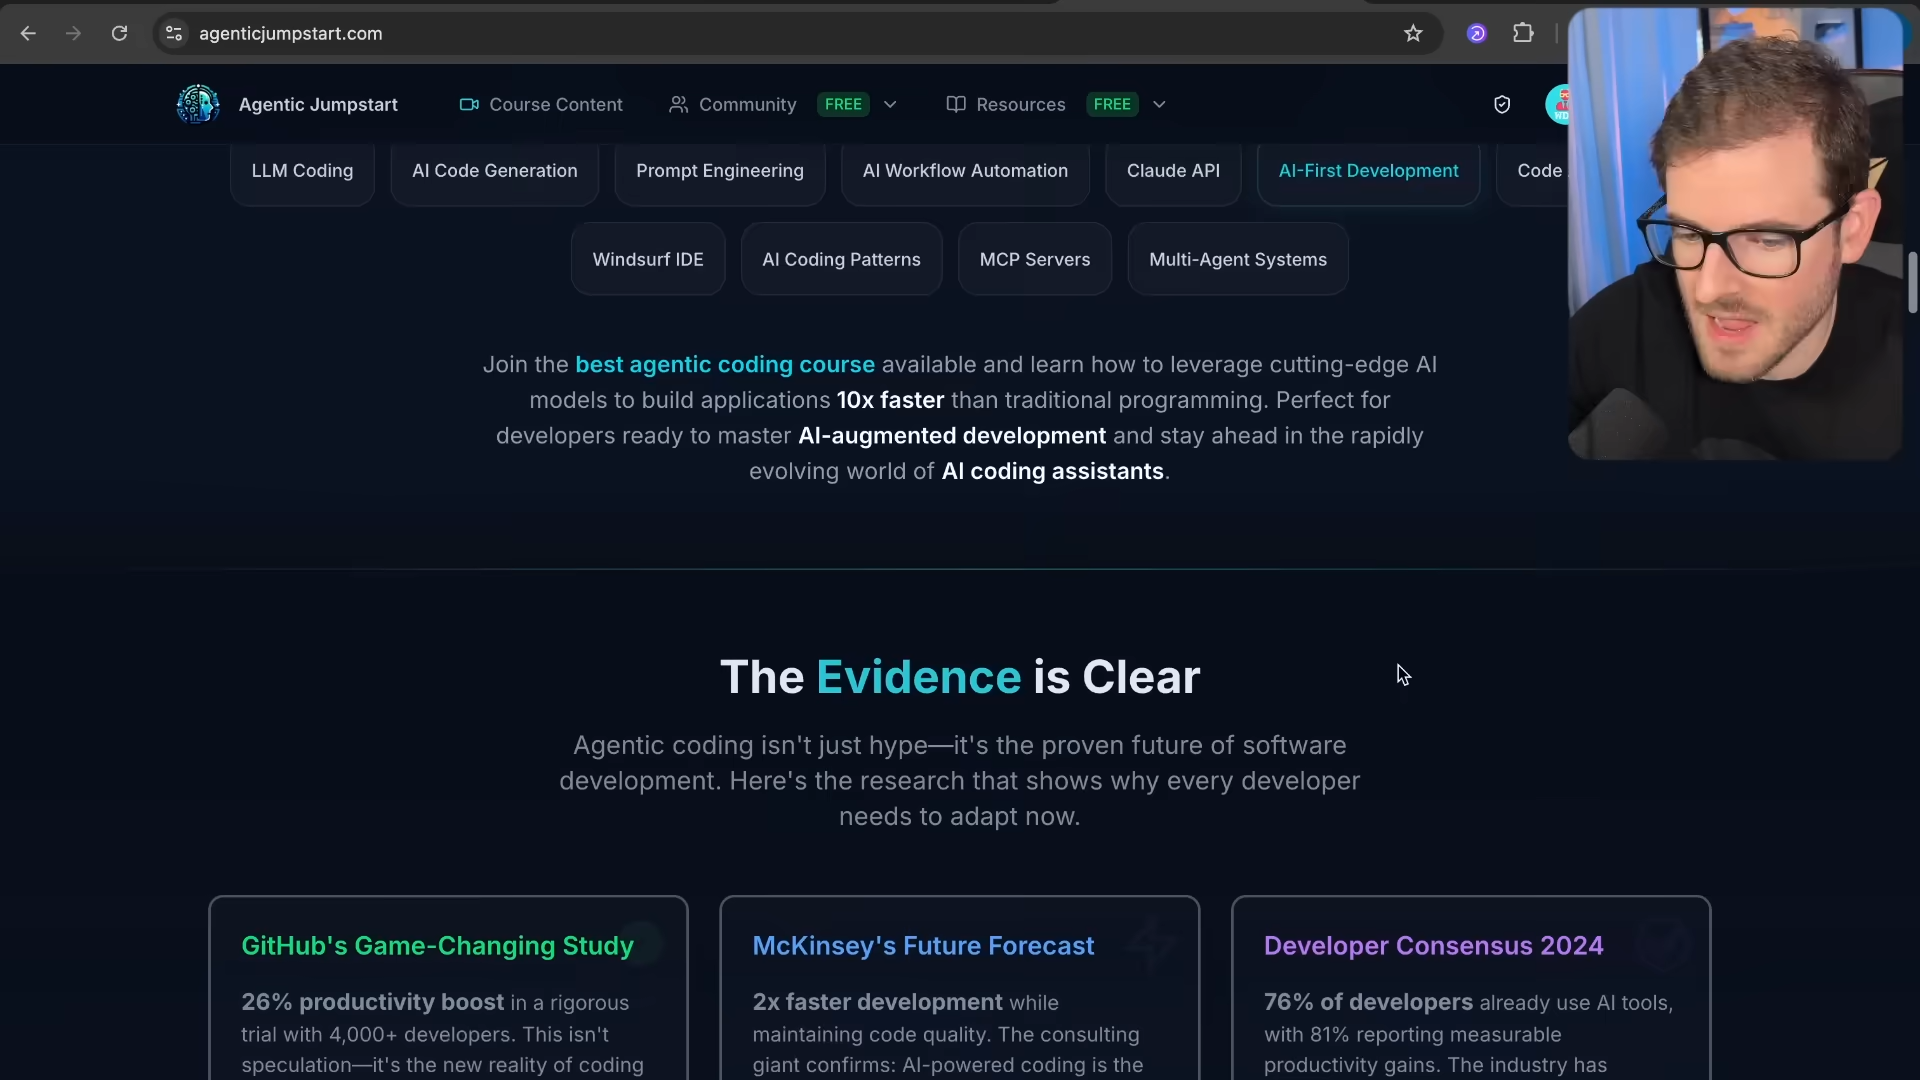 agenticjumpstart.com
Agentic Jumpstart
Course Content
Community FREE
Resources FREE
WD
LLM Coding
AI Code Generation
Prompt Engineering
AI Workflow Automation
Claude API
AI-First Development
Code
Windsurf IDE
AI Coding Patterns
MCP Servers
Multi-Agent Systems
Join the best agentic coding course available and learn how to leverage cutting-edge AI
models to build applications 10x faster than traditional programming. Perfect for
developers ready to master AI-augmented development and stay ahead in the rapidly
evolving world of AI coding assistants.
The Evidence is Clear
Agentic coding isn't just hype—it's the proven future of software
development. Here's the research that shows why every developer
needs to adapt now.
GitHub's Game-Changing Study
26% productivity boost in a rigorous
trial with 4,000+ developers. This isn't
speculation—it's the new reality of coding
McKinsey's Future Forecast
2x faster development while
maintaining code quality. The consulting
giant confirms: AI-powered coding is the
Developer Consensus 2024
76% of developers already use AI tools,
with 81% reporting measurable
productivity gains. The industry has